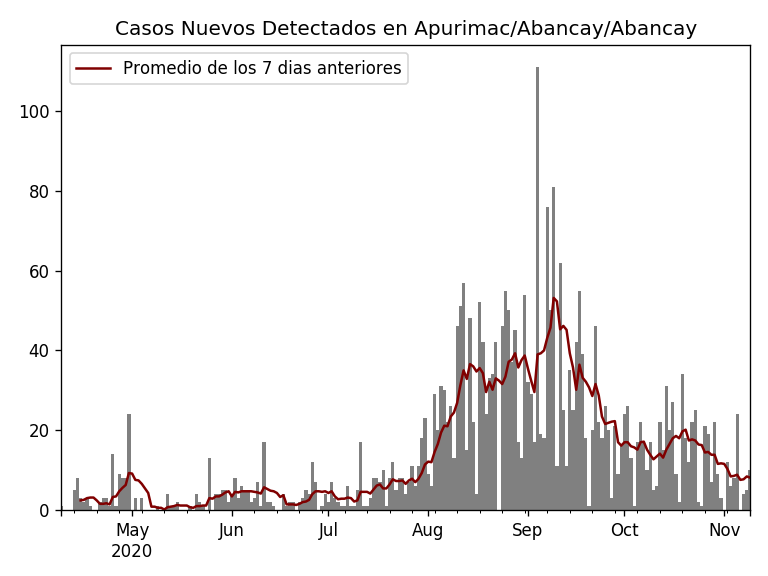 Casos Nuevos Detectados en Apurimac/Abancay/Abancay
Promedio de los 7 dias anteriores
100
80
60
40
20
0
May Jun Jul Aug Sep Oct Nov
2020